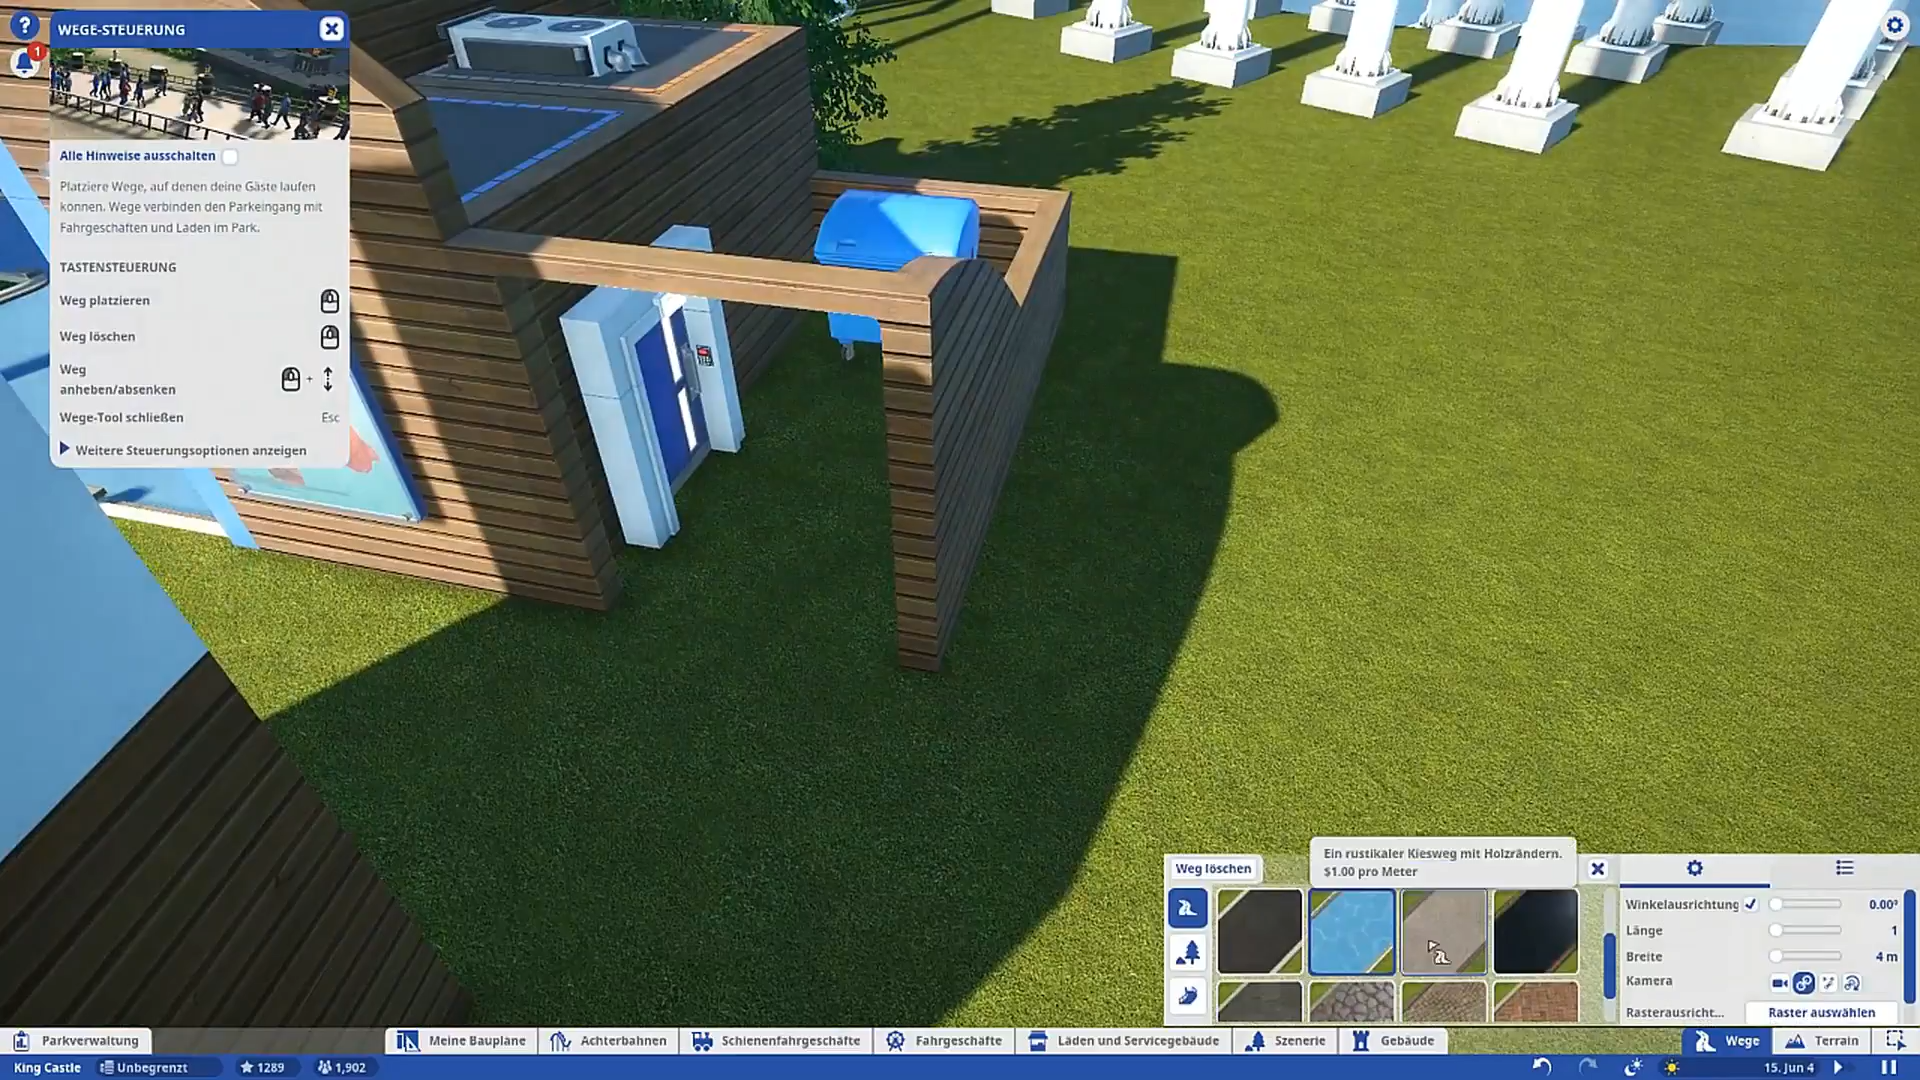 ?
1
WEGE-STEUERUNG
Alle Hinweise ausschalten
Platziere Wege, auf denen deine Gäste laufen
konnen. Wege verbinden den Parkeingang mit
Fahrgeschaften und Laden im Park.
TASTENSTEUERUNG
Weg platzieren
Weg löschen
Weg
anheben/absenken
+
Wege-Tool schließen
Esc
Weitere Steuerungsoptionen anzeigen
Ein rustikaler Kiesweg mit Holzrändern.
$1.00 pro Meter
Weg löschen
Winkelausrichtung
0.00°
Länge
1
Breite
4 m
Kamera
Rasterausricht...
Raster auswählen
Parkverwaltung
Meine Baupläne
Achterbahnen
Schienenfahrgeschäfte
Fahrgeschäfte
Läden und Servicegebäude
Szenerie
Gebäude
Wege
Terrain
King Castle
Unbegrenzt
1289
1,902
15. Jun 4